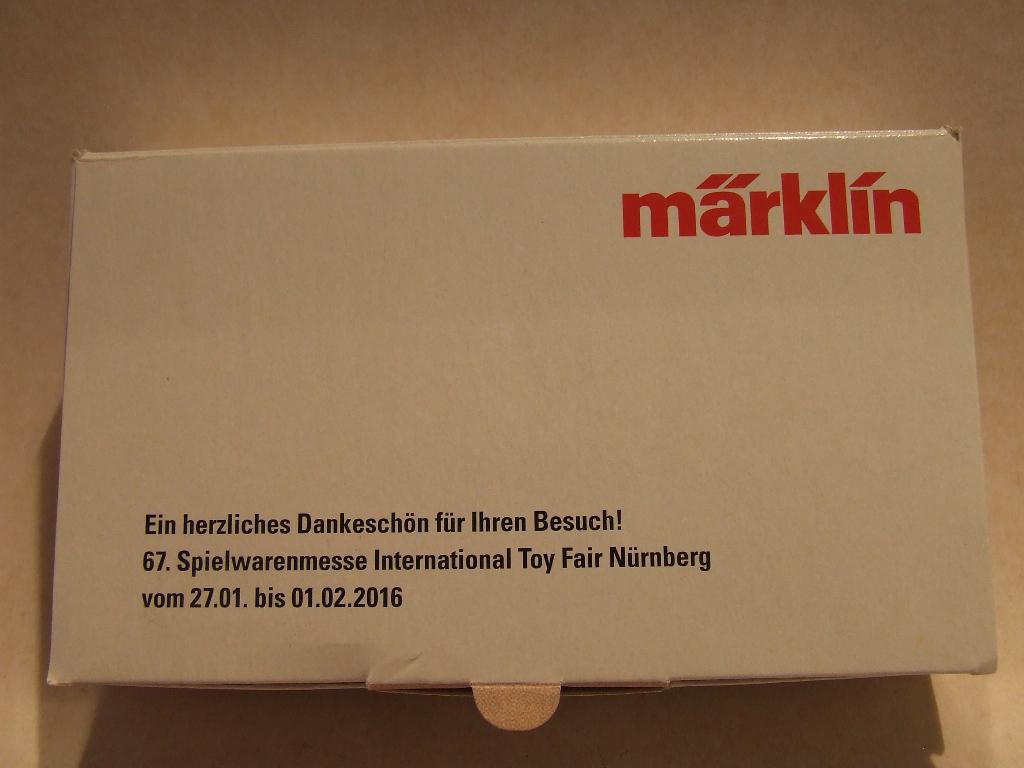 märklin
Ein herzliches Dankeschön für Ihren Besuch!
67. Spielwarenmesse International Toy Fair Nürnberg
vom 27.01. bis 01.02.2016